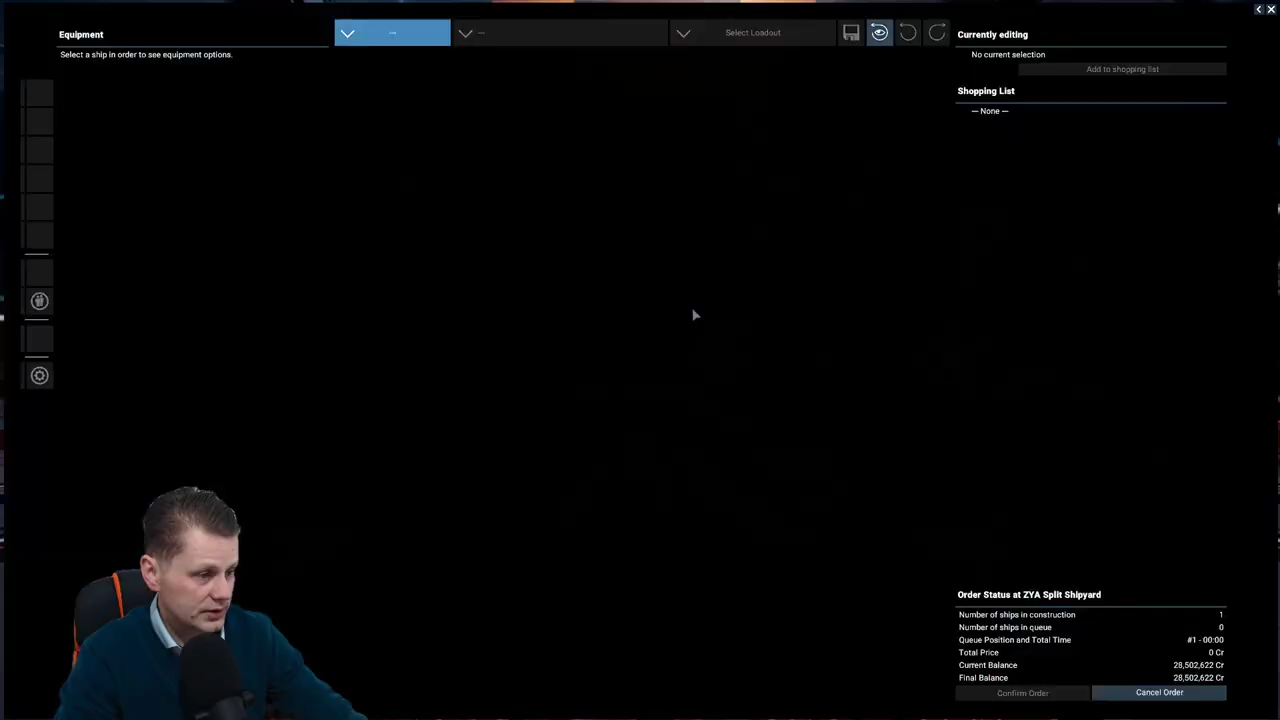 Equipment
Select a ship in order to see equipment options.
--
--
Select Loadout
Currently editing
No current selection
Add to shopping list
Shopping List
— None —
Order Status at ZYA Split Shipyard
Number of ships in construction 1
Number of ships in queue 0
Queue Position and Total Time #1 - 00:00
Total Price 0 Cr
Current Balance 28,502,622 Cr
Final Balance 28,502,622 Cr
Confirm Order
Cancel Order